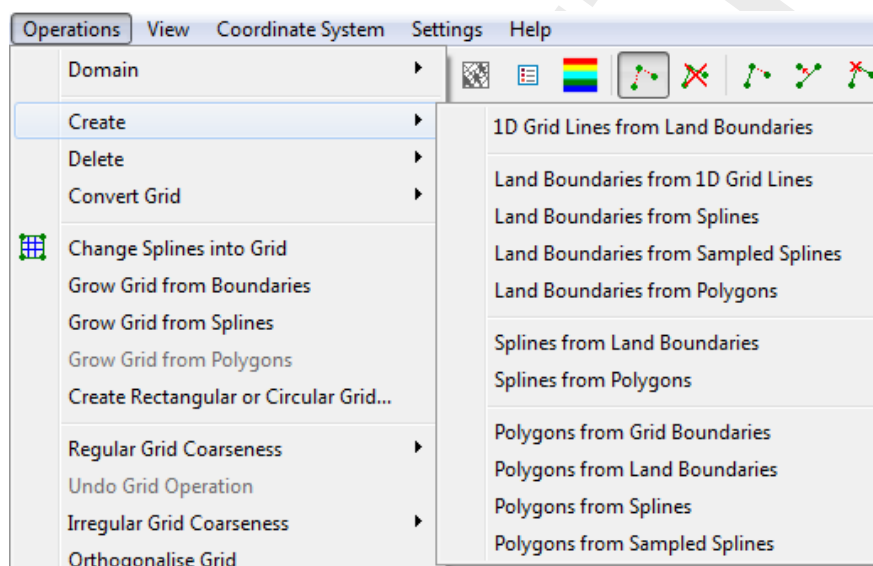 Operations View Coordinate System Settings Help
Domain
Create
Delete
Convert Grid
Change Splines into Grid
Grow Grid from Boundaries
Grow Grid from Splines
Grow Grid from Polygons
Create Rectangular or Circular Grid...
Regular Grid Coarseness
Undo Grid Operation
Irregular Grid Coarseness
Orthogonalise Grid
1D Grid Lines from Land Boundaries
Land Boundaries from 1D Grid Lines
Land Boundaries from Splines
Land Boundaries from Sampled Splines
Land Boundaries from Polygons
Splines from Land Boundaries
Splines from Polygons
Polygons from Grid Boundaries
Polygons from Land Boundaries
Polygons from Splines
Polygons from Sampled Splines